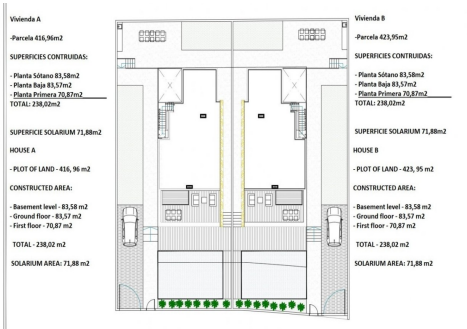 Vivienda A
-Parcela 416,96m2
SUPERFICIES CONTRUIDAS:
- Planta Sótano 83,58m2
- Planta Baja 83,57m2
- Planta Primera 70,87m2
TOTAL: 238,02m2
SUPERFICIE SOLARIUM 71,88m2
HOUSE A
- PLOT OF LAND - 416, 96 m2
CONSTRUCTED AREA:
- Basement level - 83,58 m2
- Ground floor - 83,57 m2
- First floor - 70,87 m2
TOTAL - 238,02 m2
SOLARIUM AREA: 71,88 m2
Vivienda B
-Parcela 423,95m2
SUPERFICIES CONTUIDAS:
- Planta Sótano 83,58m2
- Planta Baja 83,57m2
- Planta Primera 70,87m2
TOTAL: 238,02m2
SUPERFICIE SOLARIUM 71,88m2
HOUSE B
- PLOT OF LAND - 423, 95 m2
CONSTRUCTED AREA:
- Basement level - 83,58 m2
- Ground floor - 83,57 m2
- First floor - 70,87 m2
TOTAL - 238,02 m2
SOLARIUM AREA: 71,88 m2